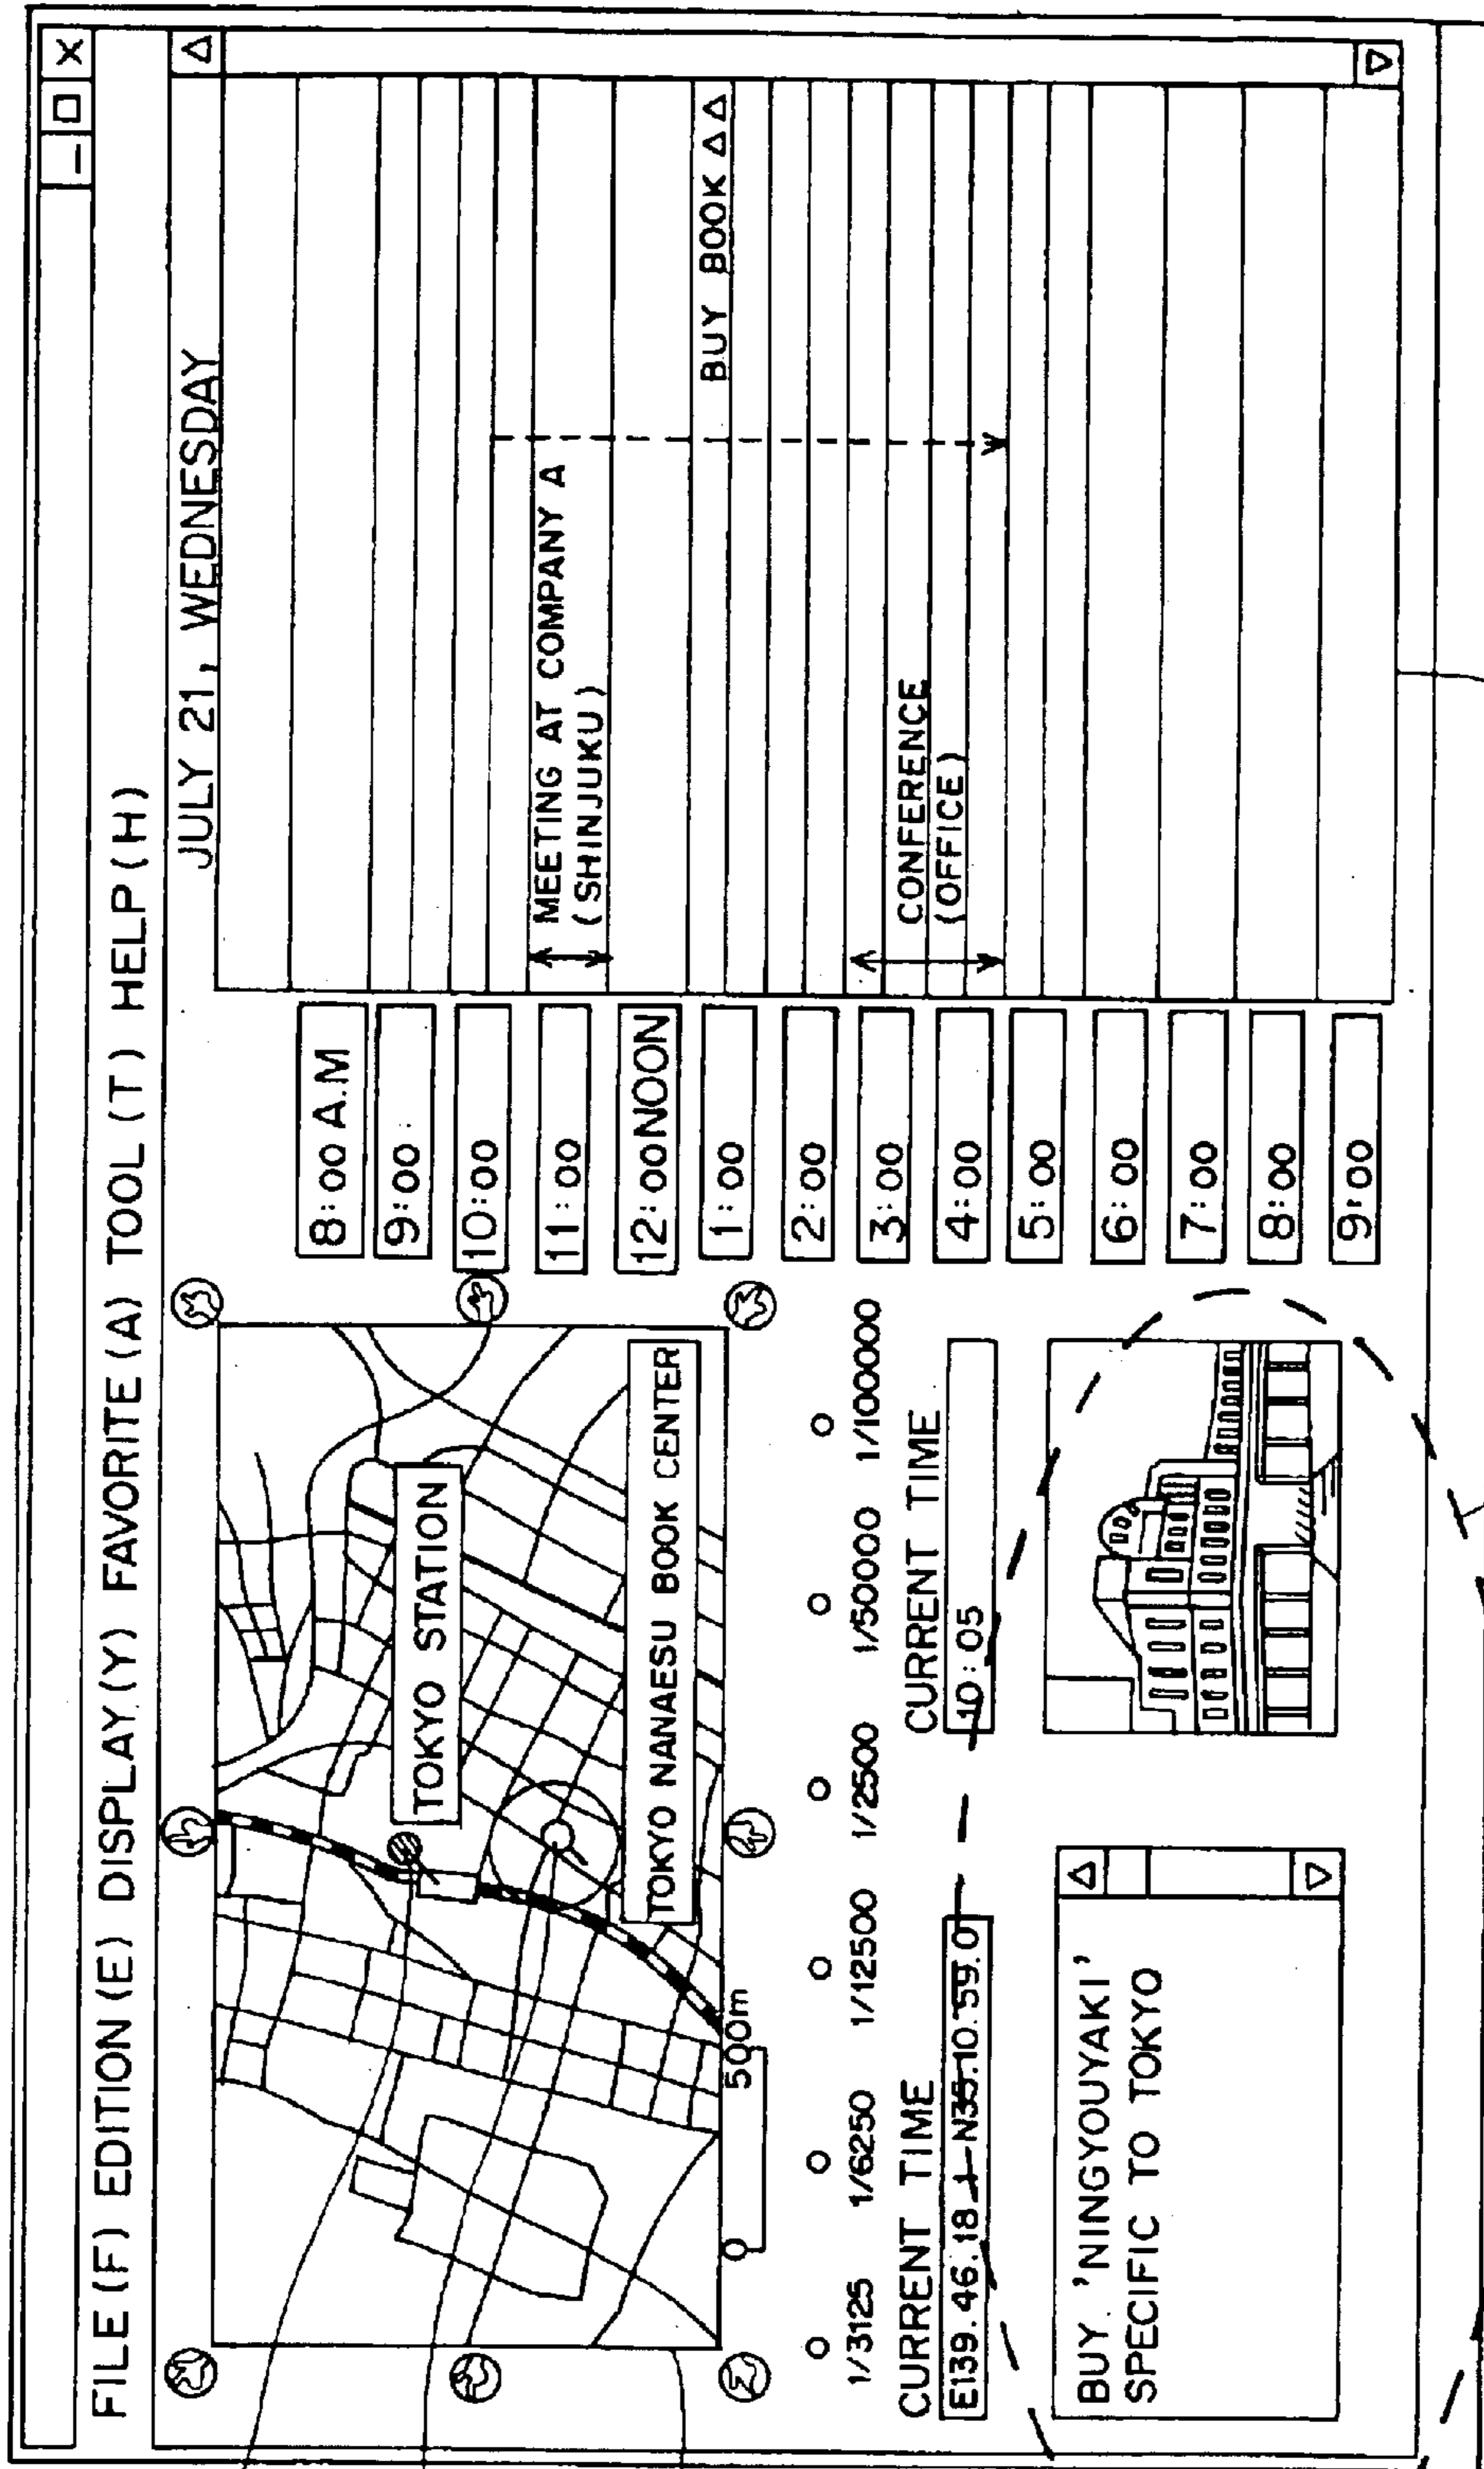 FILE (F) EDITION (E) DISPLAY (Y) FAVORITE (A) TOOL (T) HELP (H)
JULY 21, WEDNESDAY
TOKYO STATION
TOKYO NANAESU BOOK CENTER
0 500m
1/3125 1/6250 1/12500 1/2500 1/50000 1/100000
CURRENT TIME
E139.46.18.1 N35.10.59.0
CURRENT TIME
10:05
BUY 'NINGYOUYAKI'
SPECIFIC TO TOKYO
8:00 A.M
9:00
10:00
11:00
12:00 NOON
1:00
2:00
3:00
4:00
5:00
6:00
7:00
8:00
9:00
MEETING AT COMPANY A
(SHINJUKU)
BUY BOOK △ △
CONFERENCE
(OFFICE)